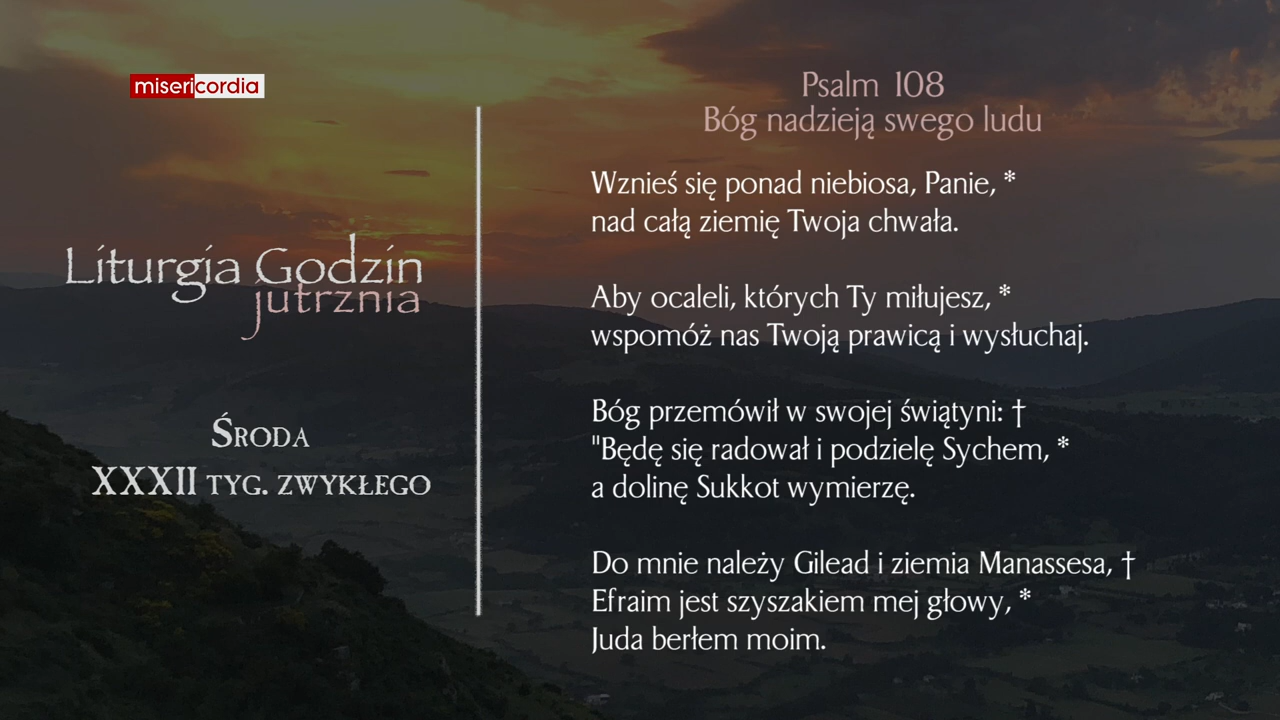 misericordia
Liturgia Godzin
jutrznia
Środa
XXXII tyg. zwykłego
Psalm 108
Bóg nadzieją swego ludu
Wznieś się ponad niebiosa, Panie, *
nad całą ziemię Twoja chwała.
Aby ocaleli, których Ty miłujesz, *
wspomóż nas Twoją prawicą i wysłuchaj.
Bóg przemówił w swojej świątyni: †
"Będę się radował i podzielę Sychem, *
a dolinę Sukkot wymierzę.
Do mnie należy Gilead i ziemia Manassesa, †
Efraim jest szyszakiem mej głowy, *
Juda berłem moim.